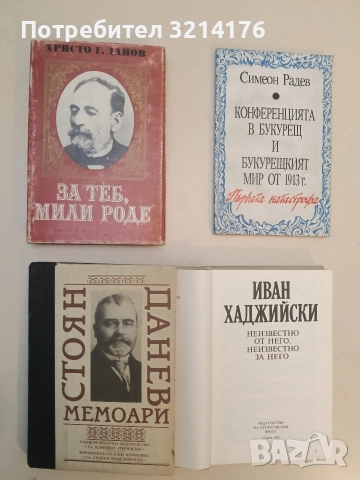 Потребител 3214176
ХРИСТО Г. ДАНОВ
ЗА ТЕБ,
МИЛИ РОДЕ
Симеон Радев
КОНФЕРЕНЦИЯТА
В БУКУРЕЩ
И
БУКУРЕЩКИЯТ
МИР ОТ 1913 г.
Първата катастрофа
СТОЯН
ДАНЕВ
МЕМОАРИ
ИВАН
ХАДЖИЙСКИ
НЕИЗВЕСТНО
ОТ НЕГО,
НЕИЗВЕСТНО
ЗА НЕГО
BAZAR